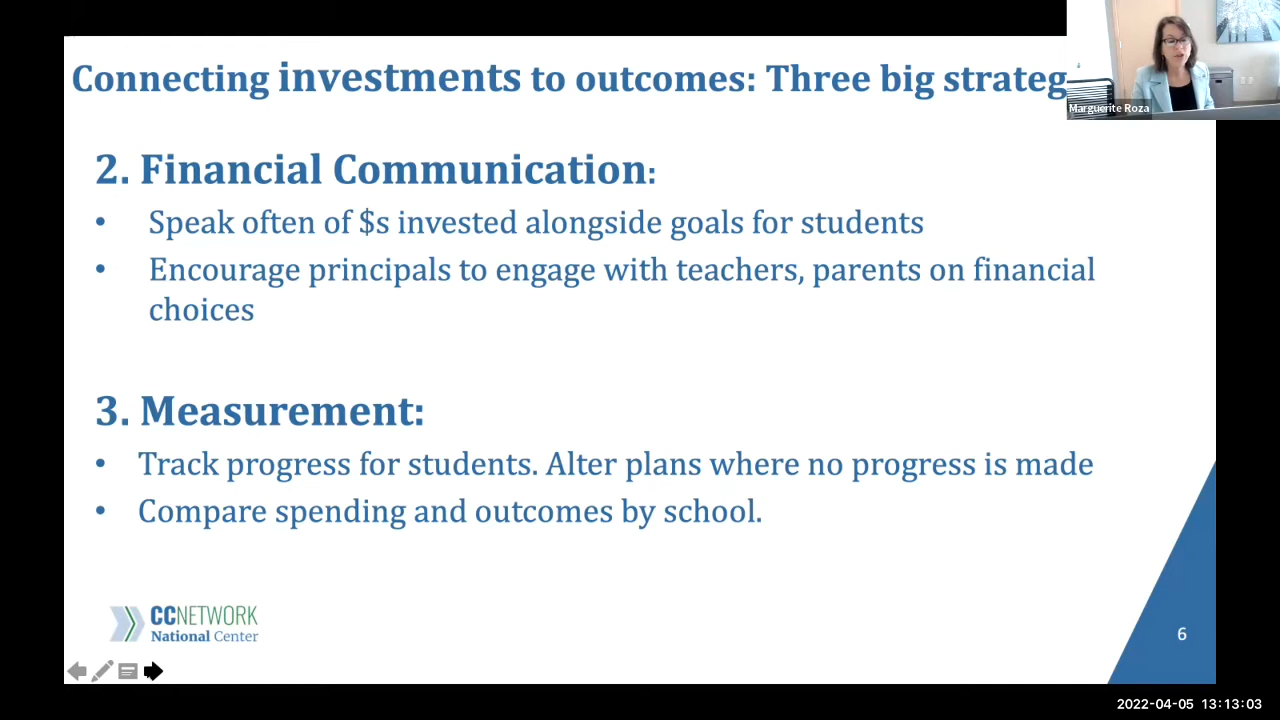 Connecting investments to outcomes: Three big strateg
Marguerite Roza
2. Financial Communication:
• Speak often of $s invested alongside goals for students
• Encourage principals to engage with teachers, parents on financial
choices
3. Measurement:
• Track progress for students. Alter plans where no progress is made
• Compare spending and outcomes by school.
CCNETWORK
National Center
6
2022-04-05 13:13:03